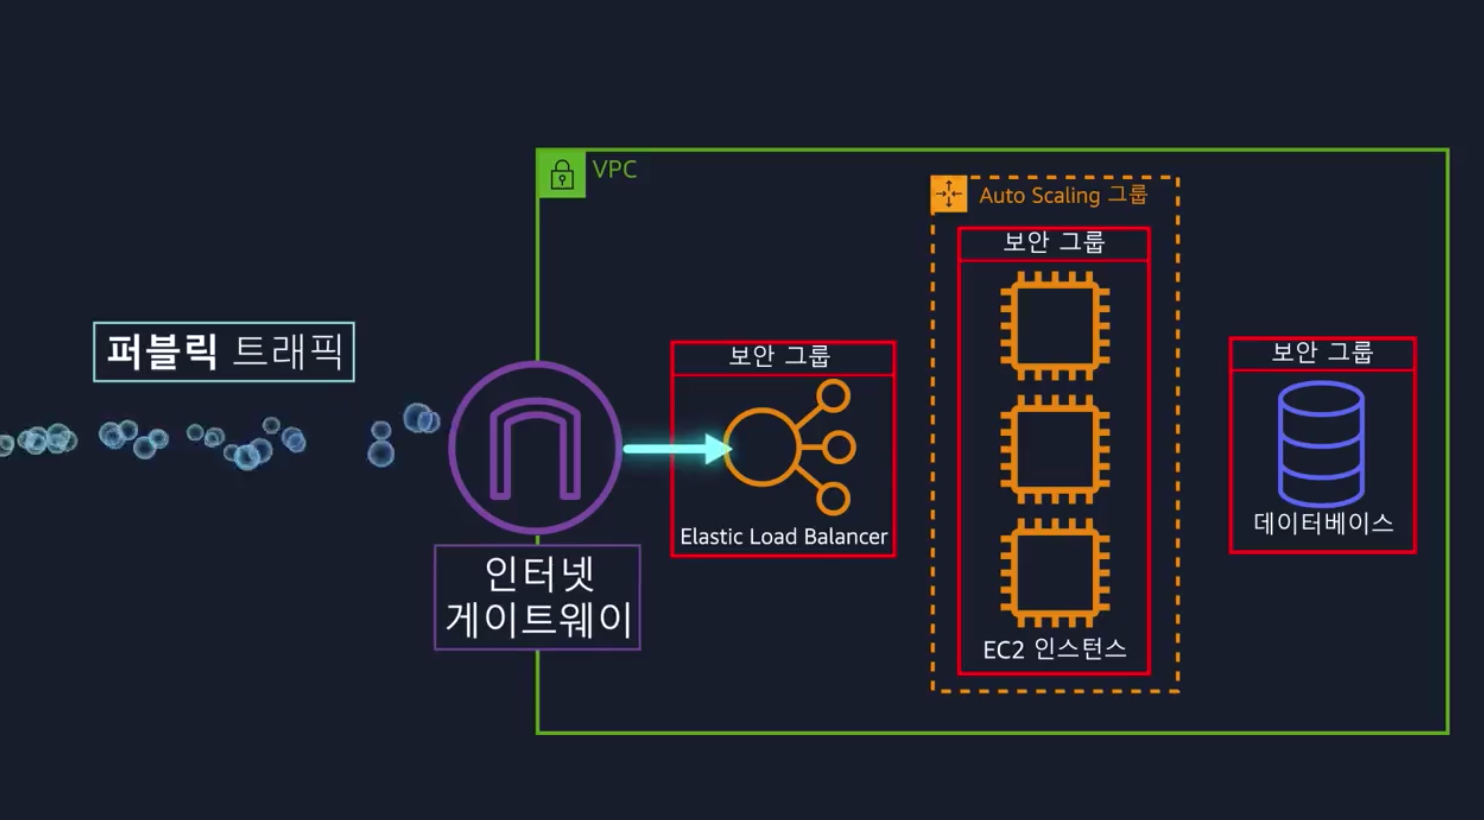 VPC
Auto Scaling 그룹
보안 그룹
퍼블릭 트래픽
보안 그룹
보안 그룹
Elastic Load Balancer
데이터베이스
인터넷
게이트웨이
EC2 인스턴스